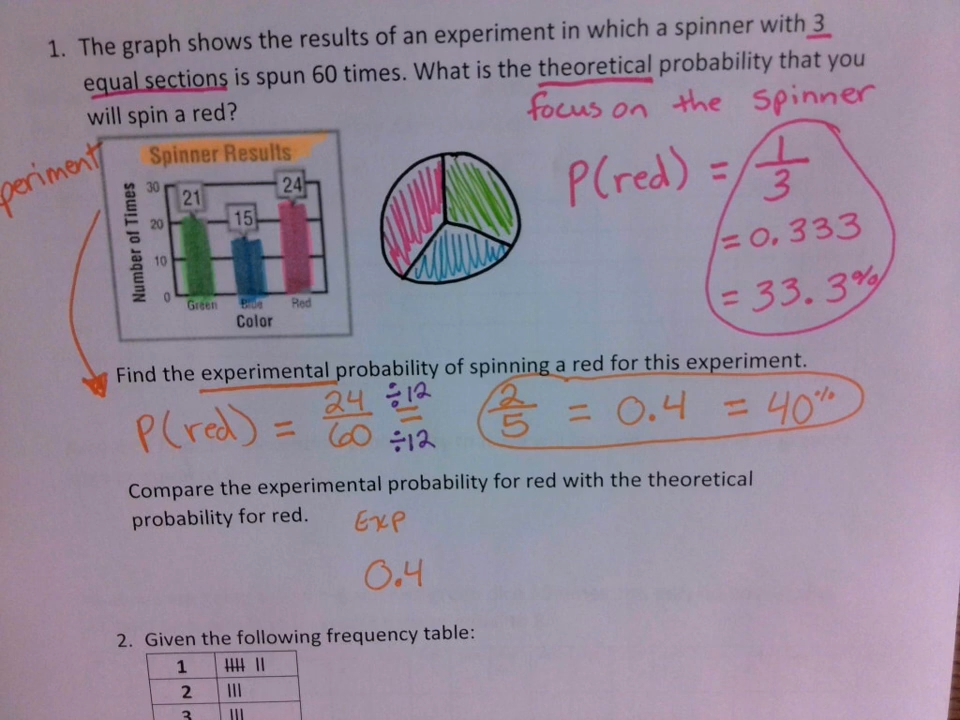 1. The graph shows the results of an experiment in which a spinner with 3
equal sections is spun 60 times. What is the theoretical probability that you
will spin a red?
focus on the spinner
periment
Spinner Results
Number of Times
30
20
10
0
21
15
24
Green Blue Red
Color
P(red) = 1/3
= 0.333
= 33.3%
Find the experimental probability of spinning a red for this experiment.
P(red) = 24/60 ÷12/÷12 = 2/5 = 0.4 = 40%
Compare the experimental probability for red with the theoretical
probability for red.
Exp
0.4
2. Given the following frequency table:
1 𝍸 ||
2 |||
3 |||